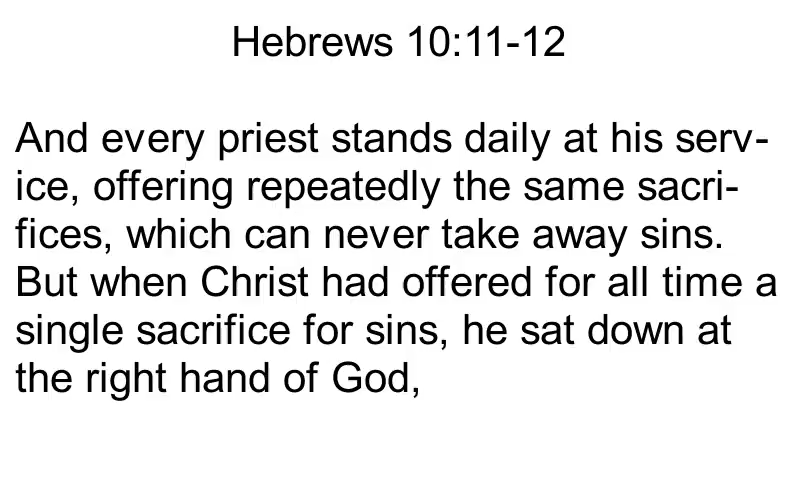 Hebrews 10:11-12
And every priest stands daily at his serv-
ice, offering repeatedly the same sacri-
fices, which can never take away sins.
But when Christ had offered for all time a
single sacrifice for sins, he sat down at
the right hand of God,